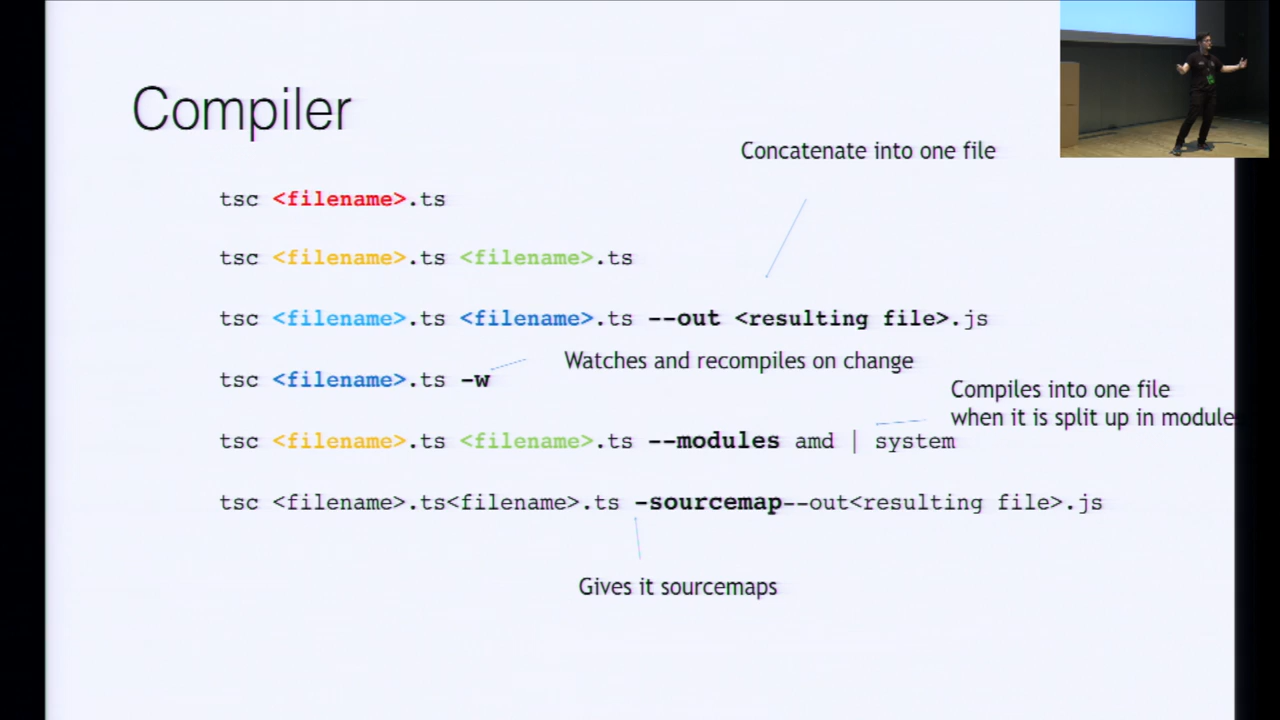 Compiler
Concatenate into one file
tsc <filename>.ts
tsc <filename>.ts <filename>.ts
tsc <filename>.ts <filename>.ts --out <resulting file>.js
Watches and recompiles on change
tsc <filename>.ts -w
Compiles into one file
when it is split up in module
tsc <filename>.ts <filename>.ts --modules amd | system
tsc <filename>.ts<filename>.ts -sourcemap--out<resulting file>.js
Gives it sourcemaps